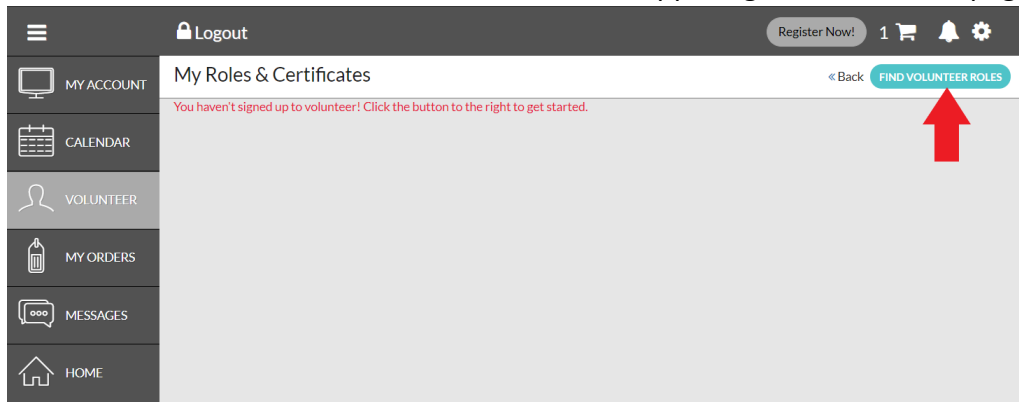 Logout
Register Now!
1
MY ACCOUNT
My Roles & Certificates
« Back
FIND VOLUNTEER ROLES
You haven't signed up to volunteer! Click the button to the right to get started.
CALENDAR
VOLUNTEER
MY ORDERS
MESSAGES
HOME